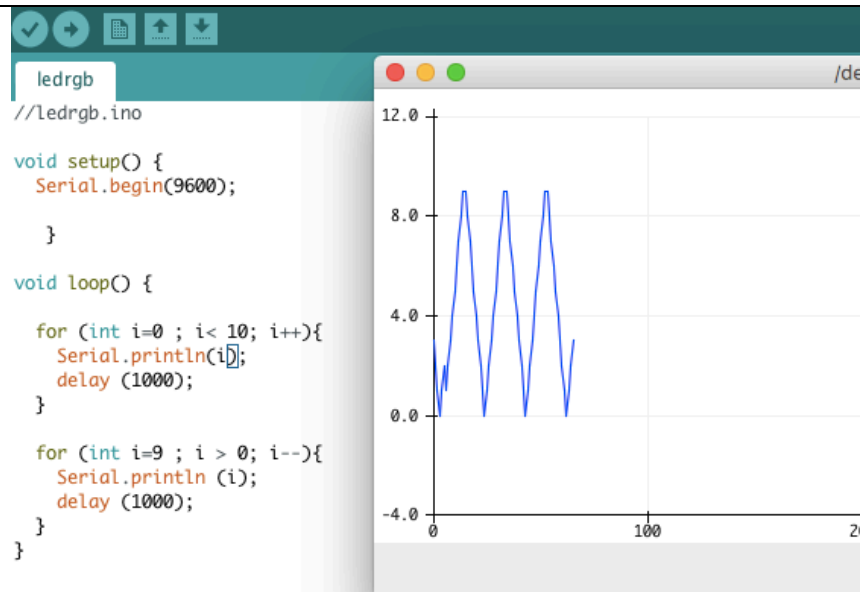 ledrgb
//ledrgb.ino
void setup() {
Serial.begin(9600);
}
void loop() {
for (int i=0 ; i< 10; i++){
Serial.println(i);
delay (1000);
}
for (int i=9 ; i > 0; i--){
Serial.println (i);
delay (1000);
}
}
/de
12.0
8.0
4.0
0.0
-4.0
0
100